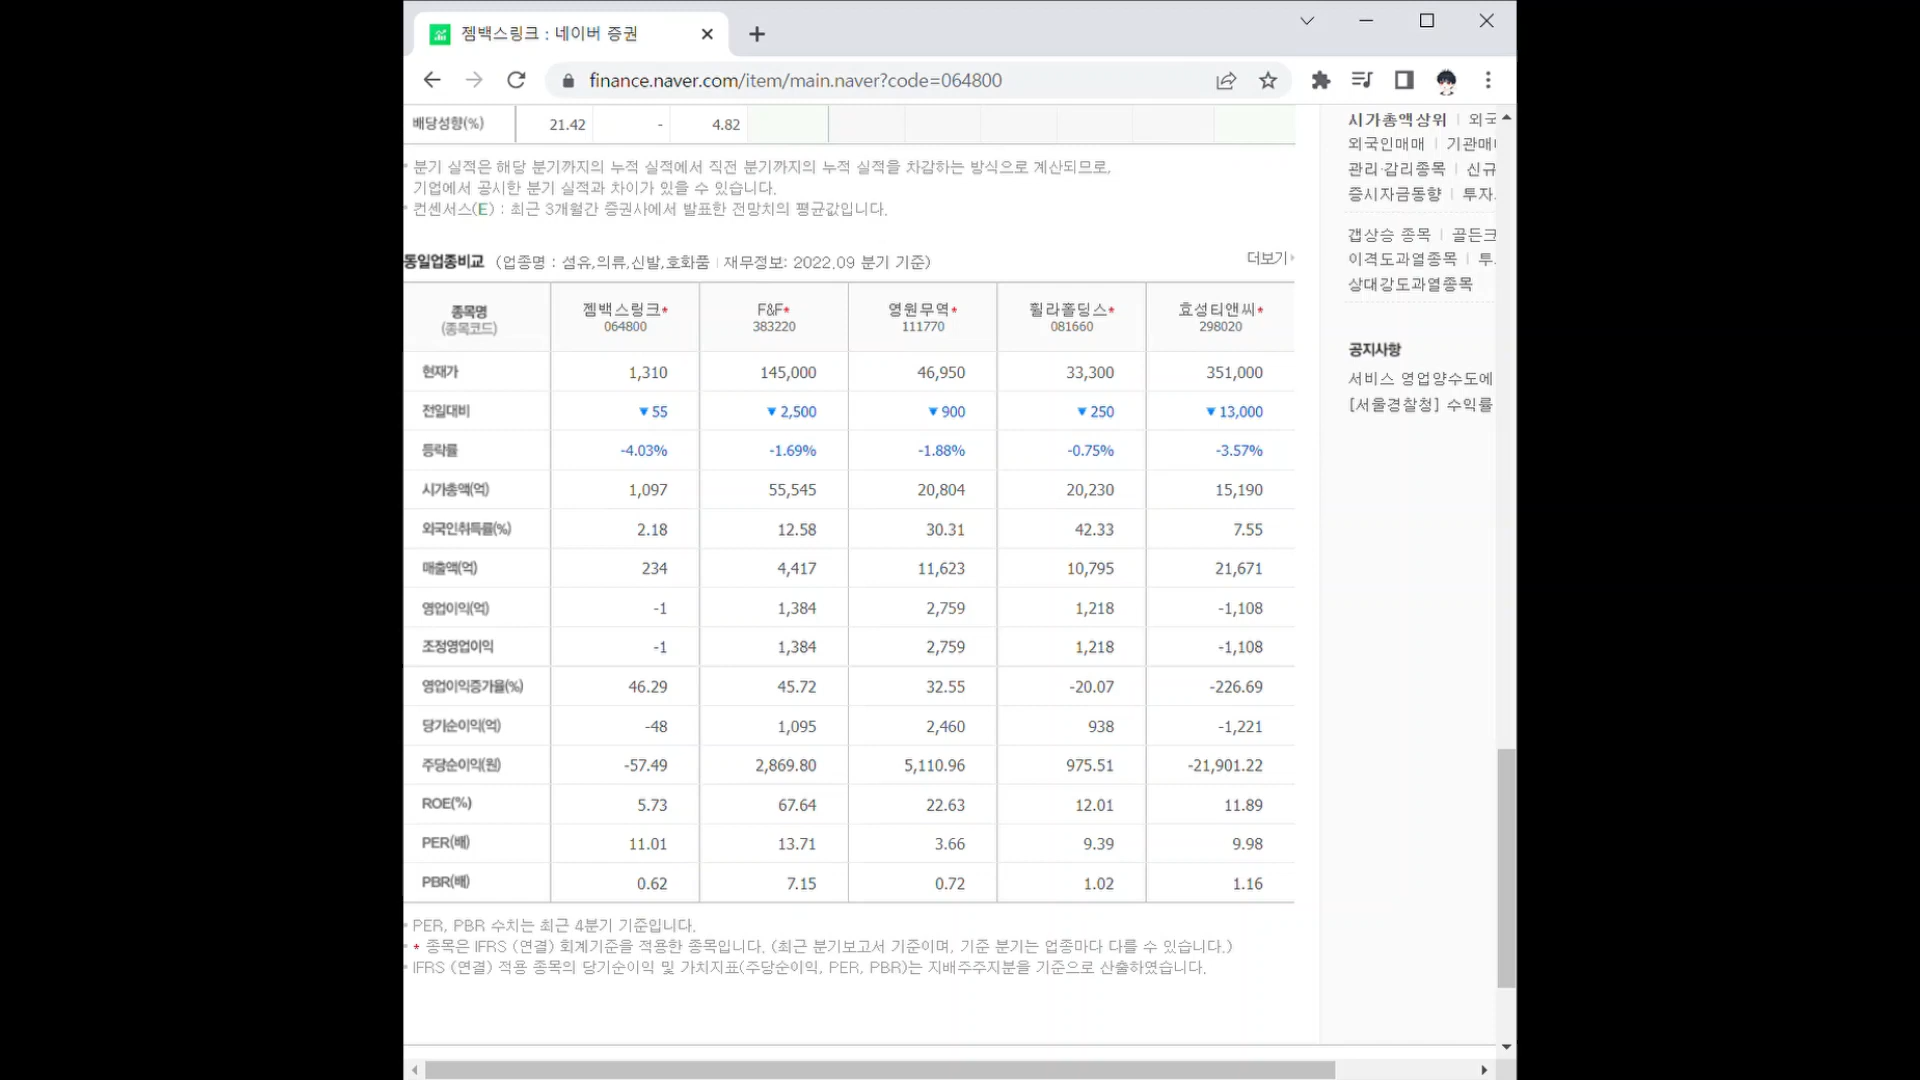 젬백스링크 : 네이버 증권
finance.naver.com/item/main.naver?code=064800
배당성향(%) 21.42 - 4.82
분기 실적은 해당 분기까지의 누적 실적에서 직전 분기까지의 누적 실적을 차감하는 방식으로 계산되므로,
기업에서 공시한 분기 실적과 차이가 있을 수 있습니다.
컨센서스(E) : 최근 3개월간 증권사에서 발표한 전망치의 평균값입니다.
동일업종비교 (업종명 : 섬유,의류,신발,호화품 | 재무정보: 2022.09 분기 기준) 더보기
종목명 젬백스링크* F&F* 영원무역* 휠라홀딩스* 효성티앤씨*
(종목코드) 064800 383220 111770 081660 298020
현재가 1,310 145,000 46,950 33,300 351,000
전일대비 ▼55 ▼2,500 ▼900 ▼250 ▼13,000
등락률 -4.03% -1.69% -1.88% -0.75% -3.57%
시가총액(억) 1,097 55,545 20,804 20,230 15,190
외국인취득률(%) 2.18 12.58 30.31 42.33 7.55
매출액(억) 234 4,417 11,623 10,795 21,671
영업이익(억) -1 1,384 2,759 1,218 -1,108
조정영업이익 -1 1,384 2,759 1,218 -1,108
영업이익증가율(%) 46.29 45.72 32.55 -20.07 -226.69
당기순이익(억) -48 1,095 2,460 938 -1,221
주당순이익(원) -57.49 2,869.80 5,110.96 975.51 -21,901.22
ROE(%) 5.73 67.64 22.63 12.01 11.89
PER(배) 11.01 13.71 3.66 9.39 9.98
PBR(배) 0.62 7.15 0.72 1.02 1.16
PER, PBR 수치는 최근 4분기 기준입니다.
* 종목은 IFRS (연결) 회계기준을 적용한 종목입니다. (최근 분기보고서 기준이며, 기준 분기는 업종마다 다를 수 있습니다.)
IFRS (연결) 적용 종목의 당기순이익 및 가치지표(주당순이익, PER, PBR)는 지배주주지분을 기준으로 산출하였습니다.
시가총액상위 | 외국
외국인매매 | 기관매매
관리·감리종목 | 신규
증시자금동향 | 투자
갭상승 종목 | 골든크
이격도과열종목 | 투
상대강도과열종목
공지사항
서비스 영업양수도에
[서울경찰청] 수익률